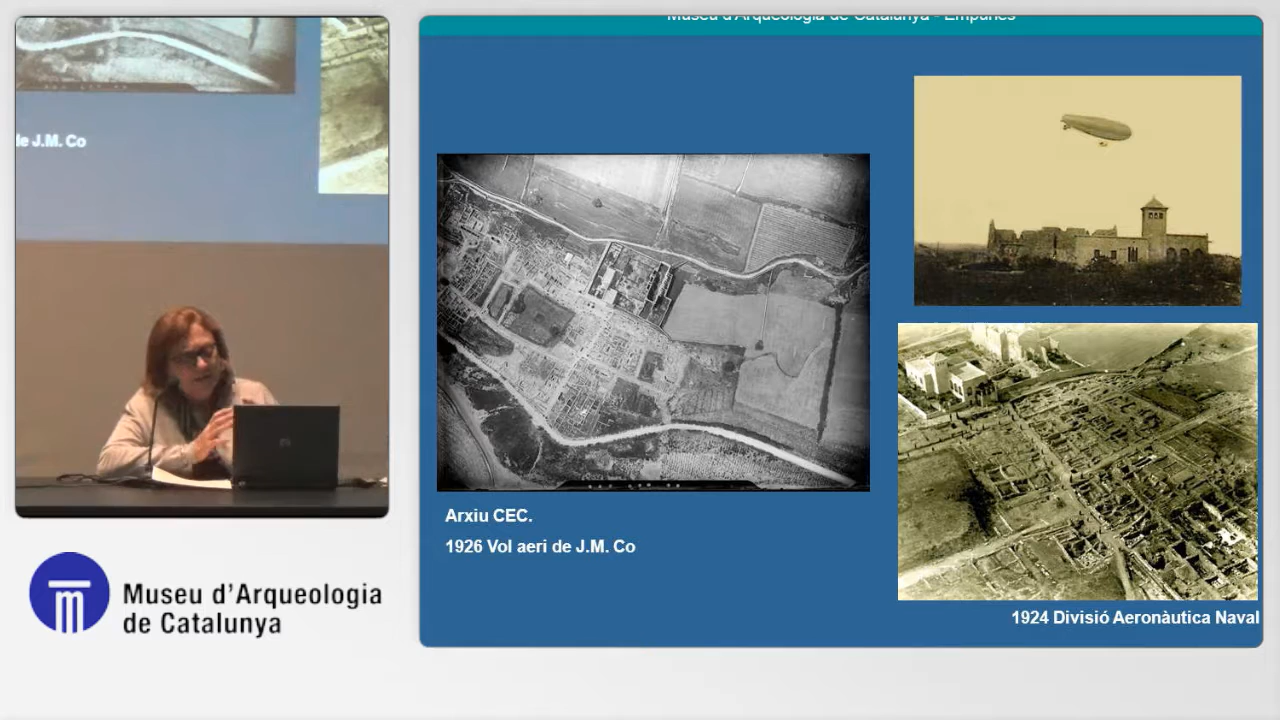 de J.M. Co
Museu d'Arqueologia de Catalunya - Empúries
Arxiu CEC.
1926 Vol aeri de J.M. Co
1924 Divisió Aeronàutica Naval
Museu d'Arqueologia
de Catalunya